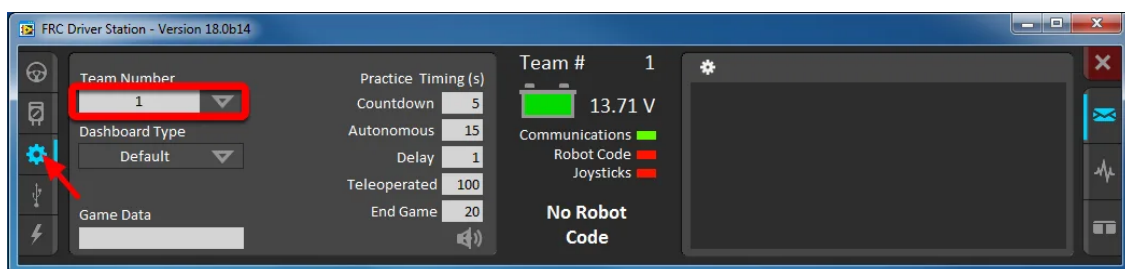 FRC Driver Station - Version 18.0b14
Team Number
1
Dashboard Type
Default
Game Data
Practice Timing (s)
Countdown 5
Autonomous 15
Delay 1
Teleoperated 100
End Game 20
Team # 1
13.71 V
Communications
Robot Code
Joysticks
No Robot
Code